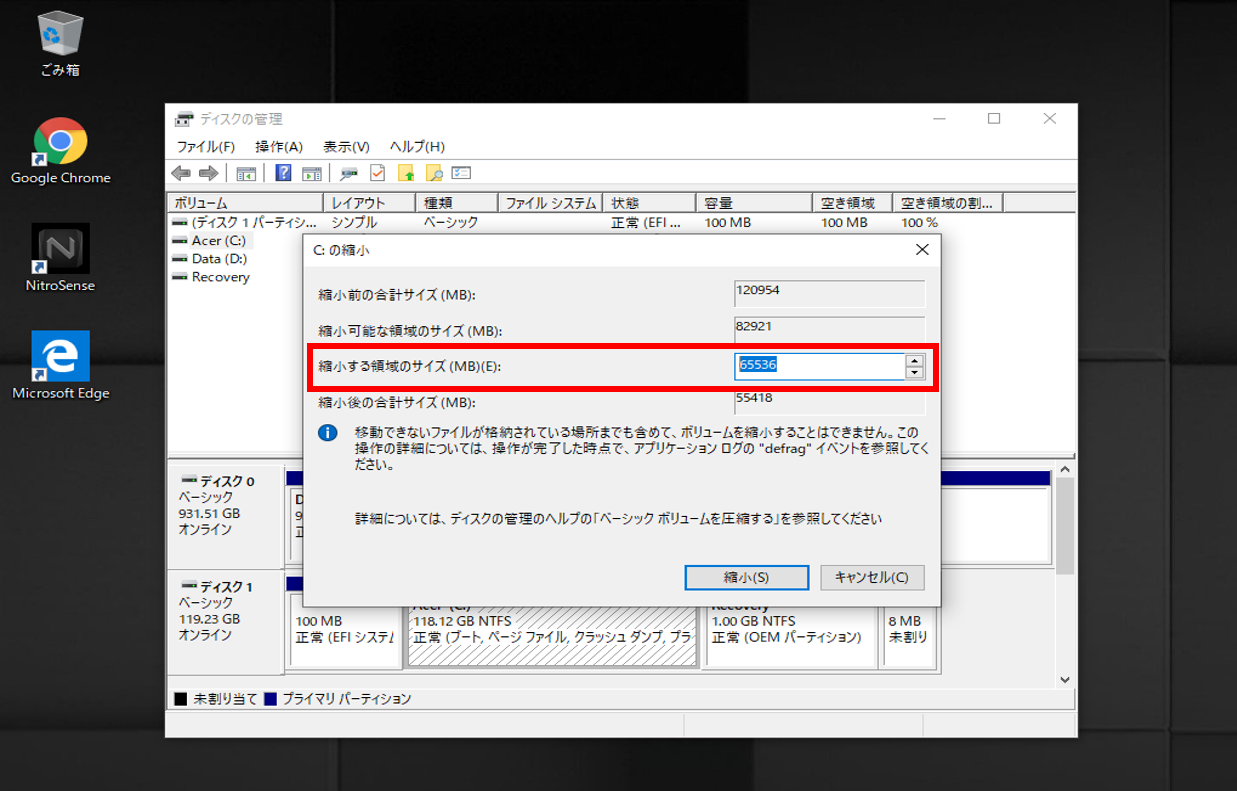 ごみ箱
Google Chrome
NitroSense
Microsoft Edge
ディスクの管理
ファイル(F) 操作(A) 表示(V) ヘルプ(H)
ボリューム レイアウト 種類 ファイル システム 状態 容量 空き領域 空き領域の割...
(ディスク 1 パーティシ... シンプル ベーシック 正常 (EFI ... 100 MB 100 MB 100 %
Acer (C:)
Data (D:)
Recovery
C: の縮小
縮小前の合計サイズ (MB): 120954
縮小可能な領域のサイズ (MB): 82921
縮小する領域のサイズ (MB)(E): 65536
縮小後の合計サイズ (MB): 55418
移動できないファイルが格納されている場所までも含めて、ボリュームを縮小することはできません。この
操作の詳細については、操作が完了した時点で、アプリケーション ログの "defrag" イベントを参照してく
ださい。
詳細については、ディスクの管理のヘルプの「ベーシック ボリュームを圧縮する」を参照してください
縮小(S) キャンセル(C)
ディスク 0
ベーシック
931.51 GB
オンライン
ディスク 1
ベーシック
119.23 GB
オンライン
100 MB
正常 (EFI システム
Acer (C:)
118.12 GB NTFS
正常 (ブート, ページ ファイル, クラッシュ ダンプ, プラ
Recovery
1.00 GB NTFS
正常 (OEM パーティション)
8 MB
未割り
未割り当て プライマリ パーティション